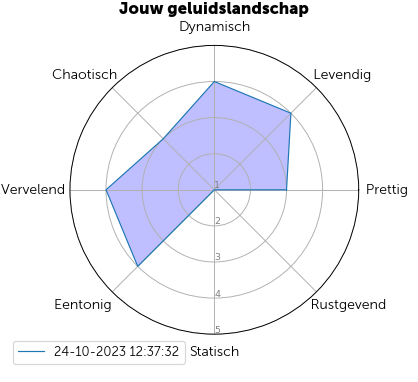 Jouw geluidslandschap
Dynamisch
Chaotisch
Levendig
Vervelend
1
Prettig
2
3
4
Eentonig
Rustgevend
5
24-10-2023 12:37:32
Statisch